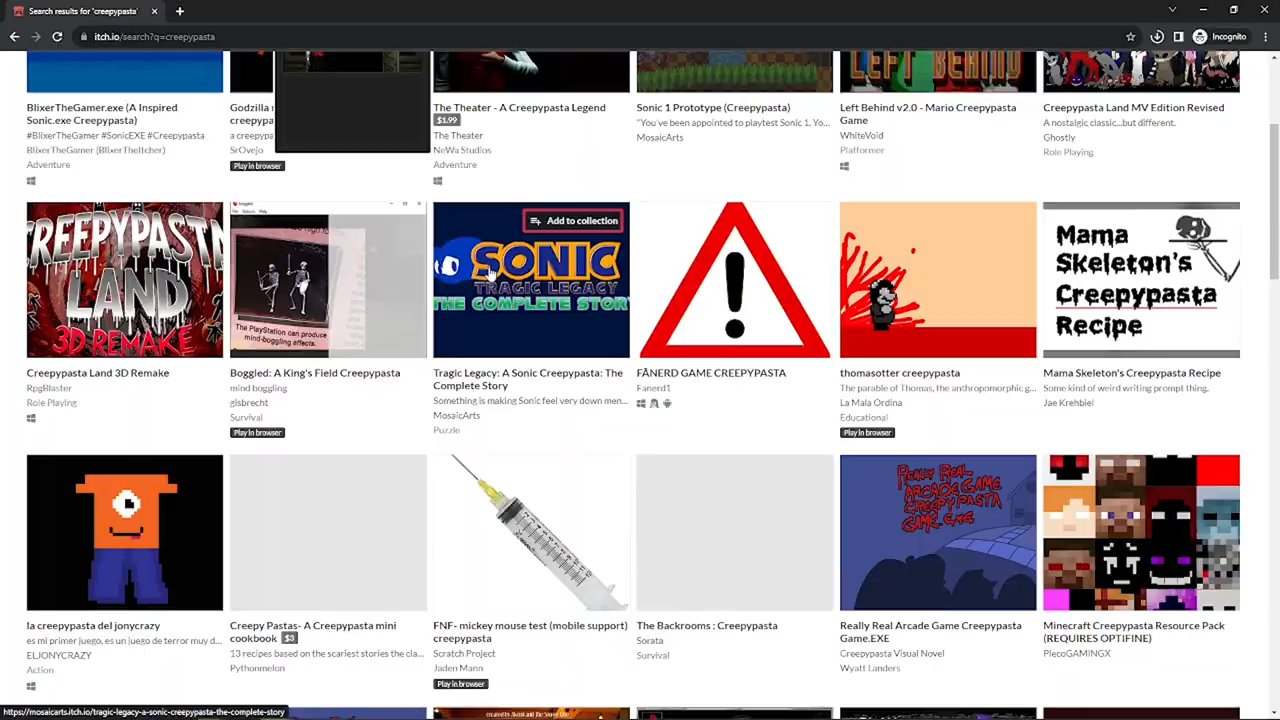 Search results for 'creepypasta'
itch.io/search?q=creepypasta
Incognito
LEFT BEHIND
BlixerTheGamer.exe (A Inspired
Sonic.exe Creepypasta)
#BlixerTheGamer #SonicEXE #Creepypasta
BlixerTheGamer (BlixerTheItcher)
Adventure
Godzilla
creepypa
a creepypa
SrOvejo
Play in browser
The Theater - A Creepypasta Legend
$1.99
The Theater
NeWa Studios
Adventure
Sonic 1 Prototype (Creepypasta)
"You've been appointed to playtest Sonic 1. Yo...
MosaicArts
Left Behind v2.0 - Mario Creepypasta
Game
WhiteVoid
Platformer
Creepypasta Land MV Edition Revised
A nostalgic classic...but different.
Ghostly
Role Playing
CREEPYPASTA
LAND
3D REMAKE
The PlayStation can produce
mind-boggling effects.
Add to collection
SONIC
TRAGIC LEGACY
THE COMPLETE STORY
Mama
Skeleton's
Creepypasta
Recipe
Creepypasta Land 3D Remake
RpgBlaster
Role Playing
Boggled: A King's Field Creepypasta
mind boggling
glsbrecht
Survival
Play in browser
Tragic Legacy: A Sonic Creepypasta: The
Complete Story
Something is making Sonic feel very down men...
MosaicArts
Puzzle
FÅNERD GAME CREEPYPASTA
Fanerd1
thomasotter creepypasta
The parable of Thomas, the anthropomorphic g...
La Mala Ordina
Educational
Play in browser
Mama Skeleton's Creepypasta Recipe
Some kind of weird writing prompt thing.
Jae Krehbiel
REALLY REAL
ARCADE GAME
CREEPYPASTA
GAME.EXE
la creepypasta del jonycrazy
es mi primer juego, es un juego de terror muy d...
ELJONYCRAZY
Action
Creepy Pastas- A Creepypasta mini
cookbook $3
13 recipes based on the scariest stories the cla...
Pythonmelon
FNF- mickey mouse test (mobile support)
creepypasta
Scratch Project
Jaden Mann
Play in browser
The Backrooms : Creepypasta
Sorata
Survival
Really Real Arcade Game Creepypasta
Game.EXE
Creepypasta Visual Novel
Wyatt Landers
Minecraft Creepypasta Resource Pack
(REQUIRES OPTIFINE)
PlecoGAMINGX
https://mosaicarts.itch.io/tragic-legacy-a-sonic-creepypasta-the-complete-story